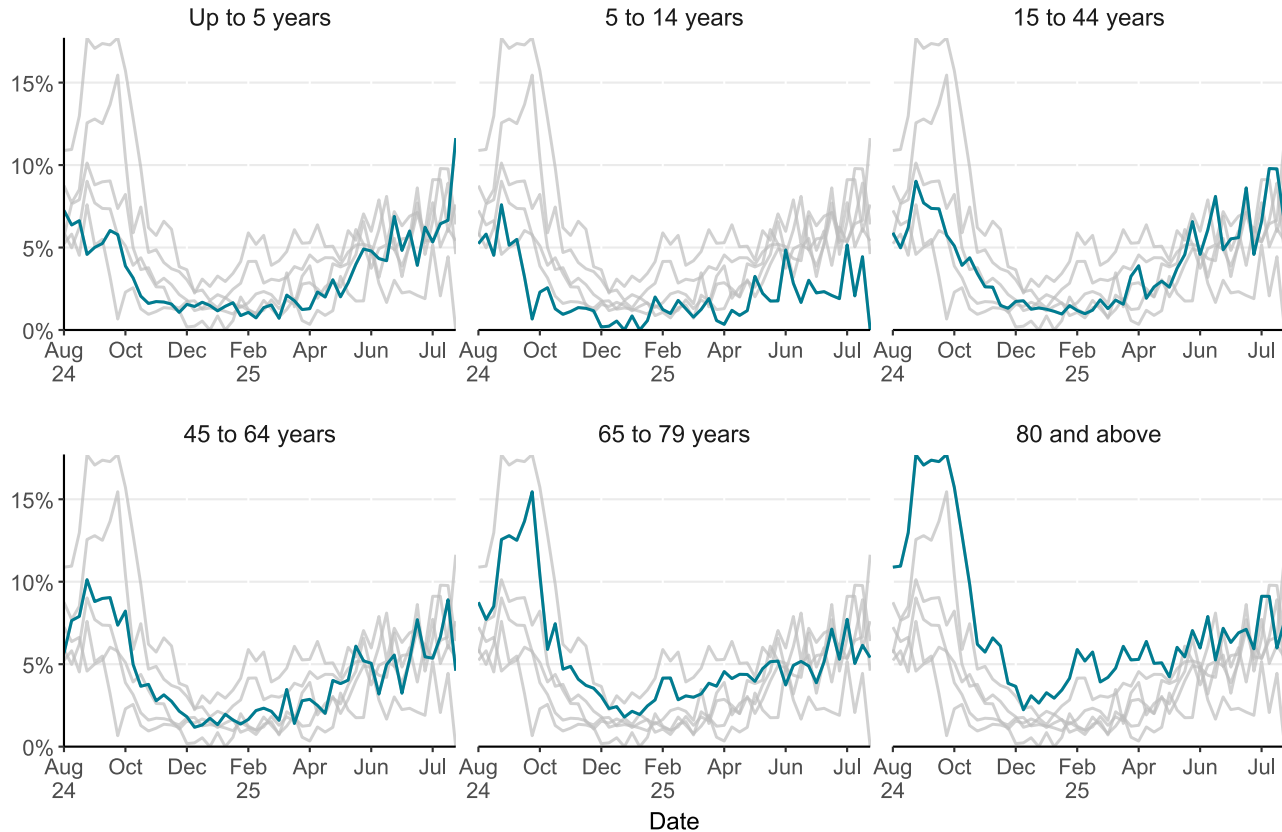 Up to 5 years 5 to 14 years 15 to 44 years
15%
10%
5%
0%
Aug Oct Dec Feb Apr Jun Jul Aug Oct Dec Feb Apr Jun Jul Aug Oct Dec Feb Apr Jun Jul
24 25 24 25 24 25
45 to 64 years 65 to 79 years 80 and above
15%
10%
5%
0%
Aug Oct Dec Feb Apr Jun Jul Aug Oct Dec Feb Apr Jun Jul Aug Oct Dec Feb Apr Jun Jul
24 25 24 25 24 25
Date